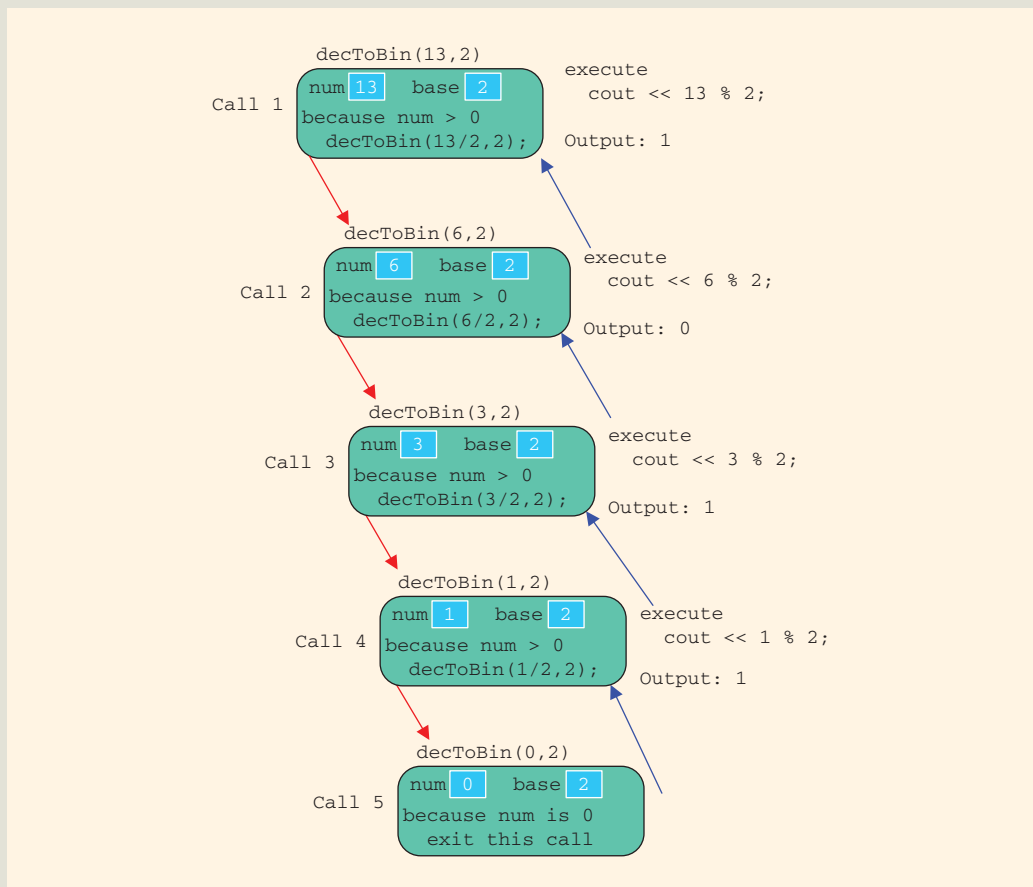 decToBin(13,2)
num 13 base 2
Call 1
because num > 0
decToBin(13/2,2);
execute
cout << 13 % 2;
Output: 1
decToBin(6,2)
num 6 base 2
Call 2
because num > 0
decToBin(6/2,2);
execute
cout << 6 % 2;
Output: 0
decToBin(3,2)
num 3 base 2
Call 3
because num > 0
decToBin(3/2,2);
execute
cout << 3 % 2;
Output: 1
decToBin(1,2)
num 1 base 2
Call 4
because num > 0
decToBin(1/2,2);
execute
cout << 1 % 2;
Output: 1
decToBin(0,2)
num 0 base 2
Call 5
because num is 0
exit this call